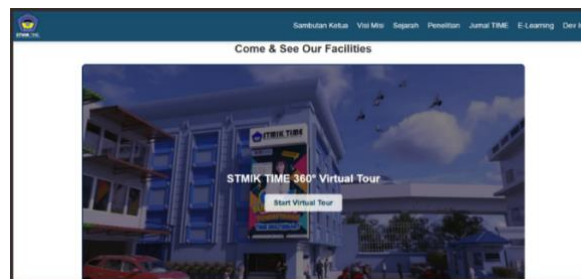 STMIK TIME
Sambutan Ketua Visi Misi Sejarah Penelitian Jurnal TIME E-Learning Dev
Come & See Our Facilities
STMIK TIME
STMIK TIME 360° Virtual Tour
Start Virtual Tour